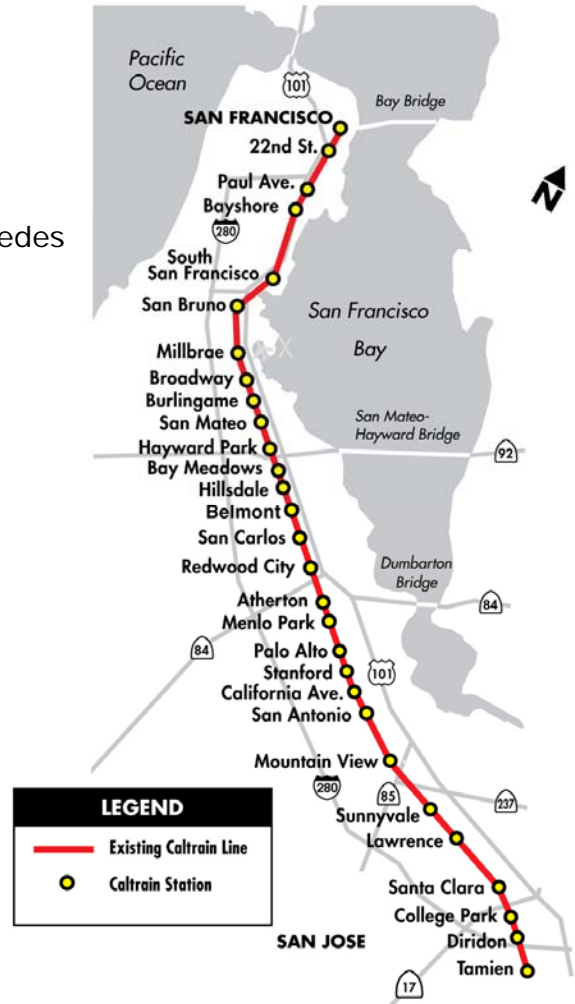 Pacific
Ocean
101
Bay Bridge
SAN FRANCISCO
22nd St.
Paul Ave.
Bayshore
N
edes
280
South
San Francisco
San Bruno
San Francisco
Bay
Millbrae
Broadway
Burlingame
San Mateo
San Mateo-
Hayward Bridge
Hayward Park
92
Bay Meadows
Hillsdale
Belmont
San Carlos
Redwood City
Dumbarton
Bridge
Atherton
84
Menlo Park
84
Palo Alto
Stanford
101
California Ave.
San Antonio
Mountain View
280
85
237
Sunnyvale
Lawrence
LEGEND
Existing Caltrain Line
Caltrain Station
Santa Clara
College Park
SAN JOSE
Diridon
Tamien
17